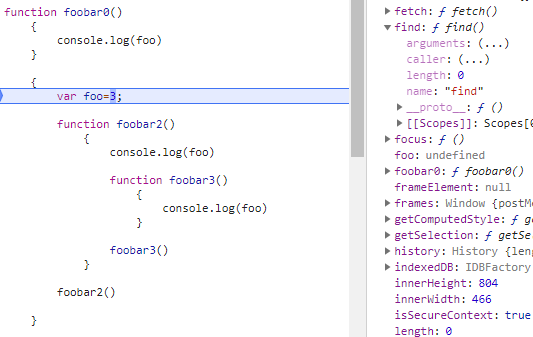 function foobar0()
{
console.log(foo)
}
{
var foo=3;
function foobar2()
{
console.log(foo)
function foobar3()
{
console.log(foo)
}
foobar3()
}
foobar2()
}
fetch: ƒ fetch()
find: ƒ find()
arguments: (...)
caller: (...)
length: 0
name: "find"
__proto__: ƒ ()
[[Scopes]]: Scopes[0
focus: ƒ ()
foo: undefined
foobar0: ƒ foobar0()
frameElement: null
frames: Window {postMe
getComputedStyle: ƒ ge
getSelection: ƒ getSe
history: History {leng
indexedDB: IDBFactory
innerHeight: 804
innerWidth: 466
isSecureContext: true
length: 0